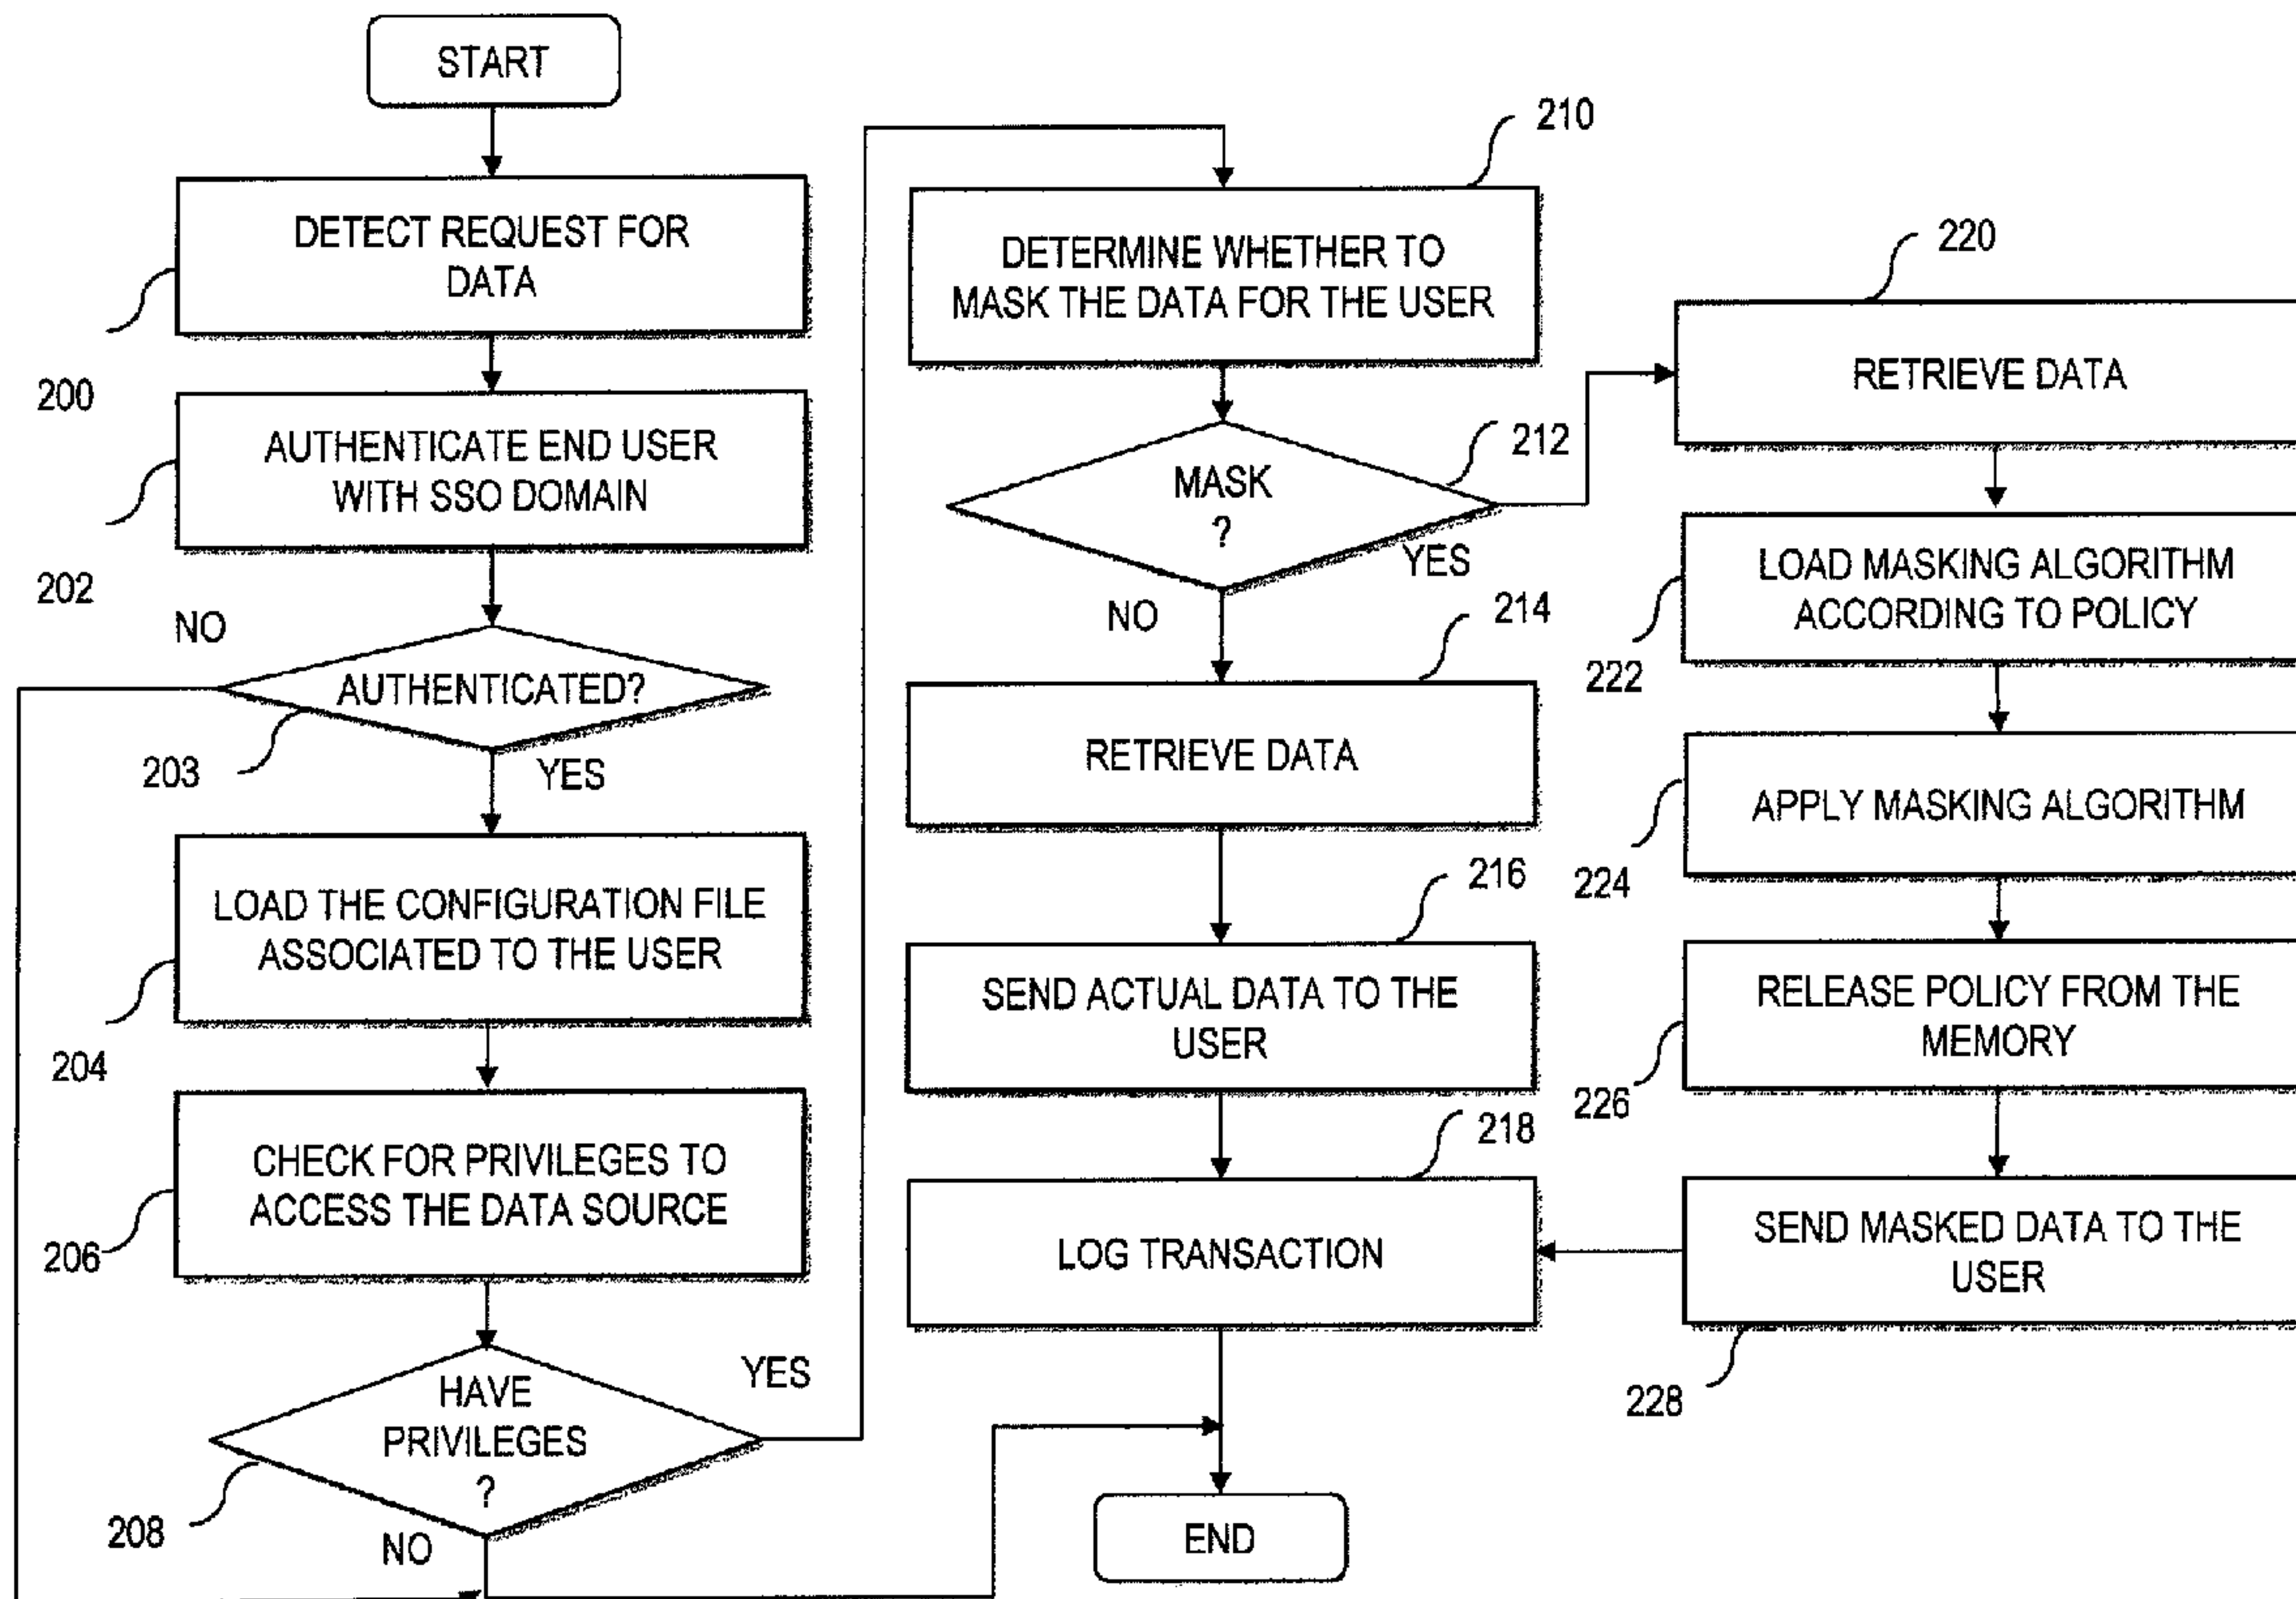 START
DETECT REQUEST FOR
DATA
200
AUTHENTICATE END USER
WITH SSO DOMAIN
202
NO
AUTHENTICATED?
203
YES
LOAD THE CONFIGURATION FILE
ASSOCIATED TO THE USER
204
CHECK FOR PRIVILEGES TO
ACCESS THE DATA SOURCE
206
HAVE
PRIVILEGES
?
YES
208
NO
210
DETERMINE WHETHER TO
MASK THE DATA FOR THE USER
212
MASK
?
YES
NO
214
RETRIEVE DATA
216
SEND ACTUAL DATA TO THE
USER
218
LOG TRANSACTION
END
220
RETRIEVE DATA
LOAD MASKING ALGORITHM
ACCORDING TO POLICY
222
APPLY MASKING ALGORITHM
224
RELEASE POLICY FROM THE
MEMORY
226
SEND MASKED DATA TO THE
USER
228